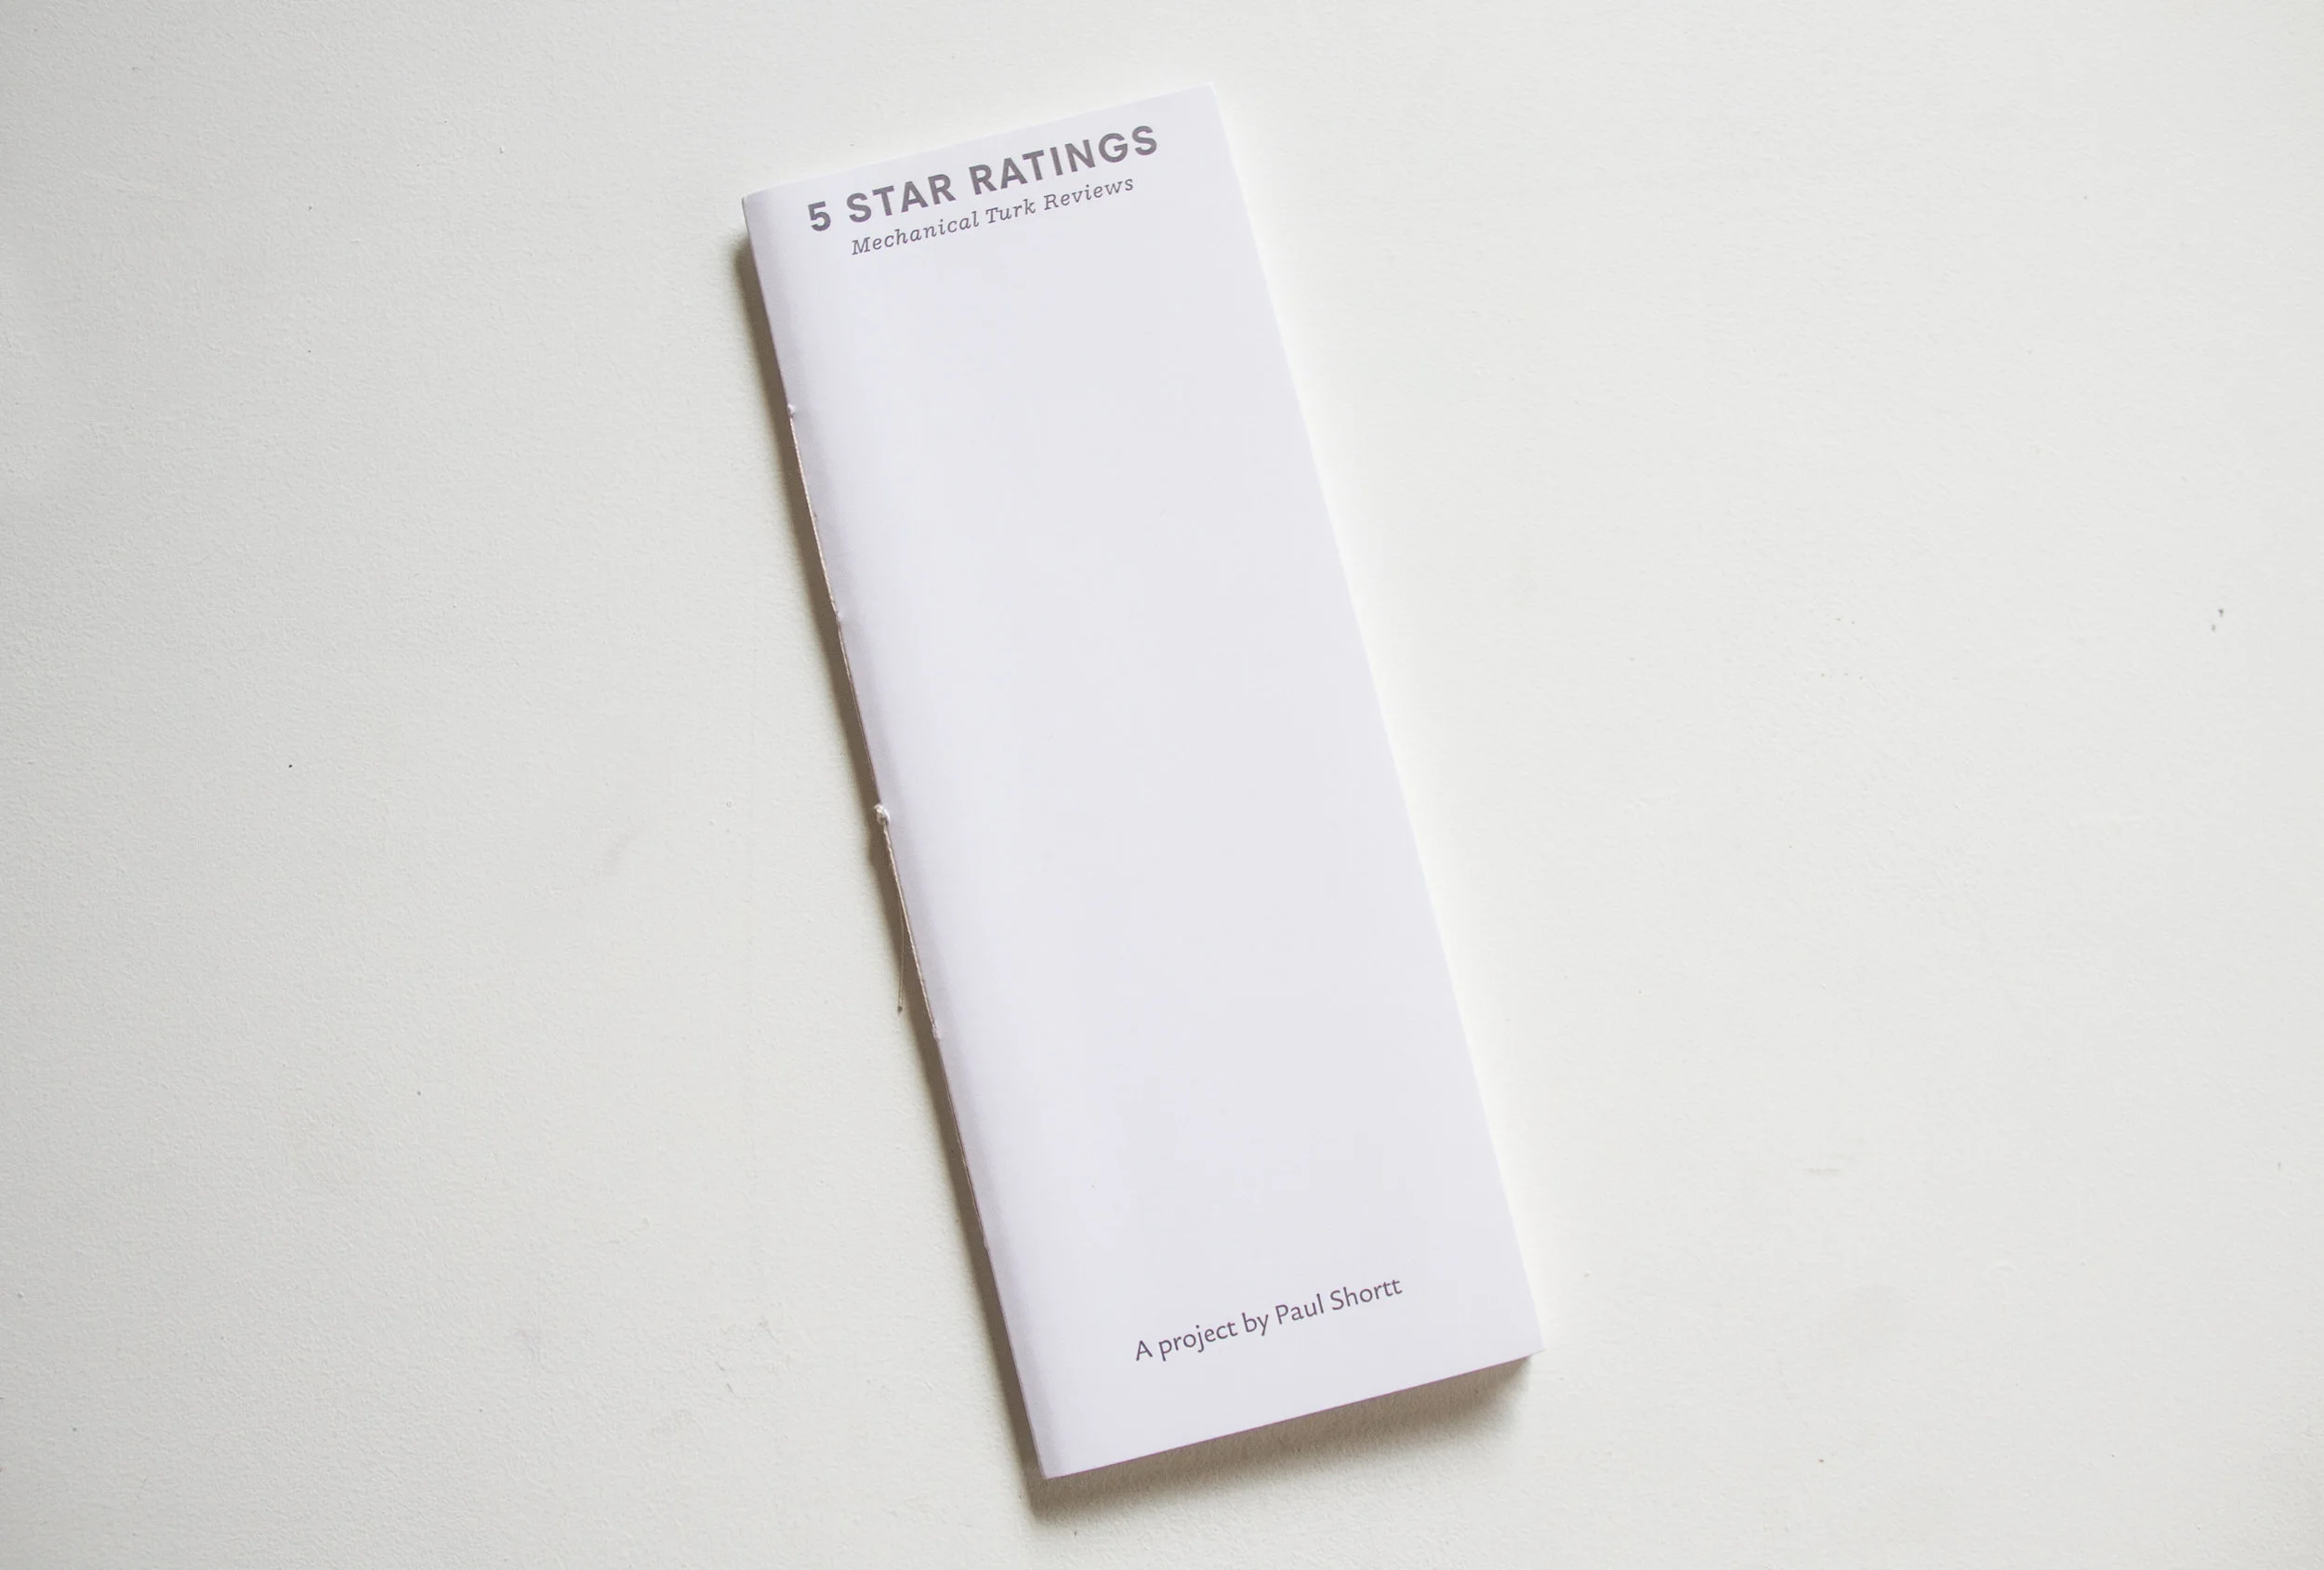 5 STAR RATINGS
Mechanical Turk Reviews
A project by Paul Shortt